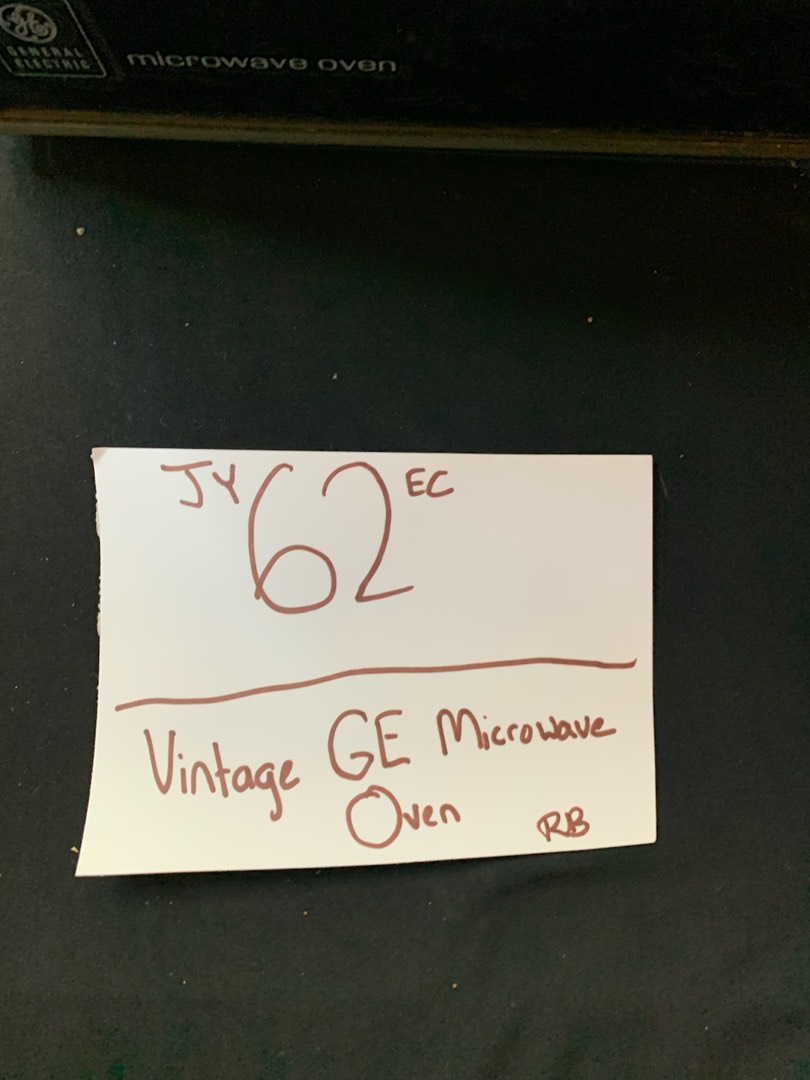 GENERAL
ELECTRIC
microwave oven
JY 62 EC
Vintage GE Microwave
Oven RB